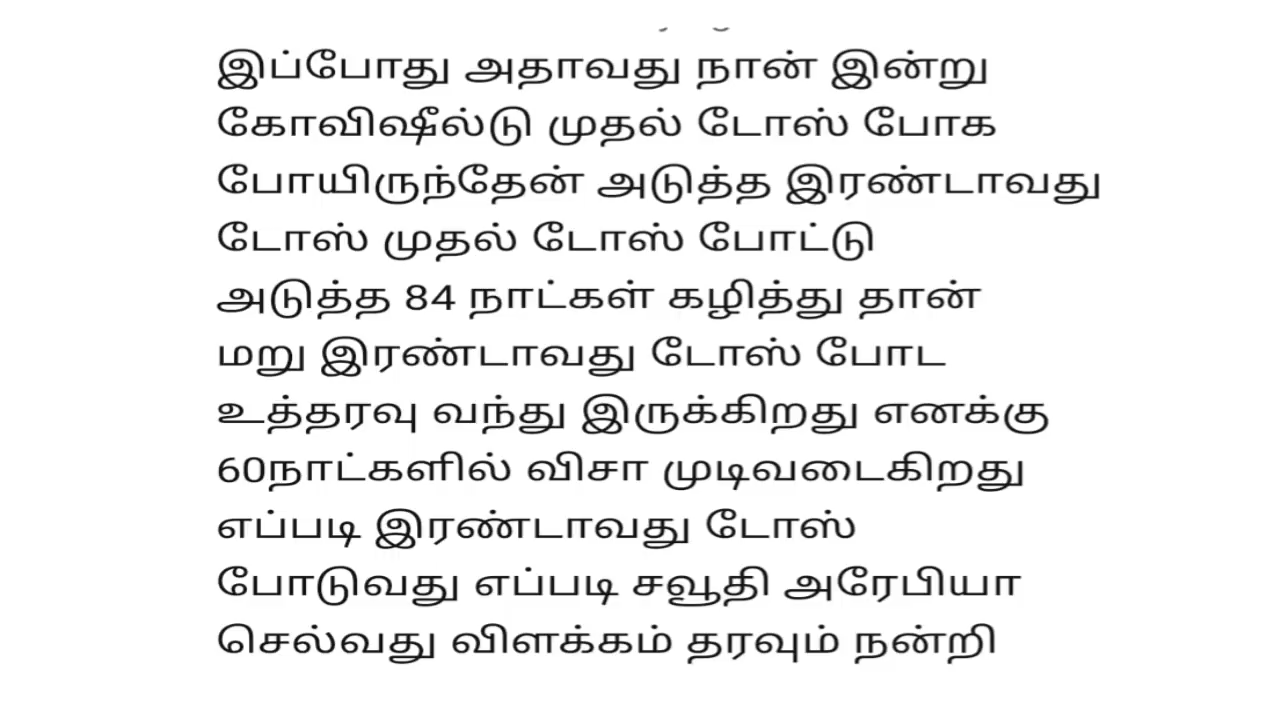 இப்போது அதாவது நான் இன்று
கோவிஷீல்டு முதல் டோஸ் போக
போயிருந்தேன் அடுத்த இரண்டாவது
டோஸ் முதல் டோஸ் போட்டு
அடுத்த 84 நாட்கள் கழித்து தான்
மறு இரண்டாவது டோஸ் போட
உத்தரவு வந்து இருக்கிறது எனக்கு
60நாட்களில் விசா முடிவடைகிறது
எப்படி இரண்டாவது டோஸ்
போடுவது எப்படி சவூதி அரேபியா
செல்வது விளக்கம் தரவும் நன்றி